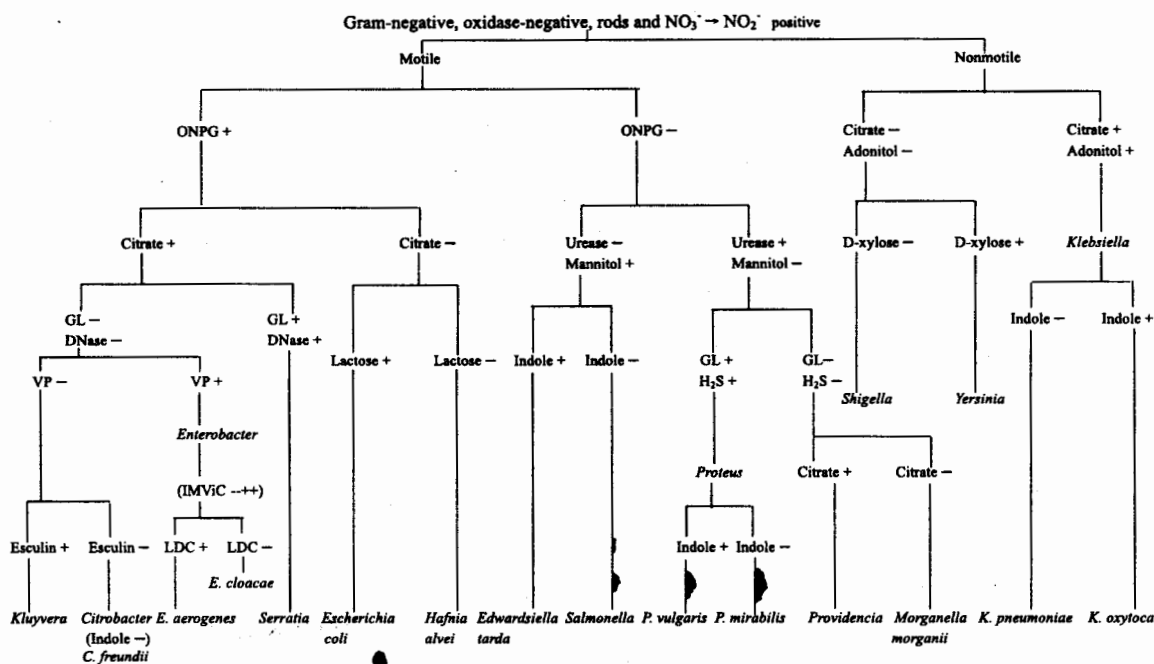 Gram-negative, oxidase-negative, rods and NO₃⁻ → NO₂⁻ positive
Motile
Nonmotile
ONPG +
ONPG −
Citrate −
Adonitol −
Citrate +
Adonitol +
Citrate +
Citrate −
Urease −
Mannitol +
Urease +
Mannitol −
D-xylose −
D-xylose +
Klebsiella
GL −
DNase −
GL +
DNase +
Lactose +
Lactose −
Indole +
Indole −
GL +
H₂S +
GL−
H₂S −
Indole −
Indole +
VP −
VP +
Shigella
Yersinia
Enterobacter
(IMViC --++)
Proteus
Citrate +
Citrate −
Esculin +
Esculin −
LDC +
LDC −
Indole +
Indole −
E. cloacae
Kluyvera
Citrobacter
(Indole −)
C. freundii
E. aerogenes
Serratia
Escherichia
coli
Hafnia
alvei
Edwardsiella
tarda
Salmonella
P. vulgaris
P. mirabilis
Providencia
Morganella
morganii
K. pneumoniae
K. oxytoca